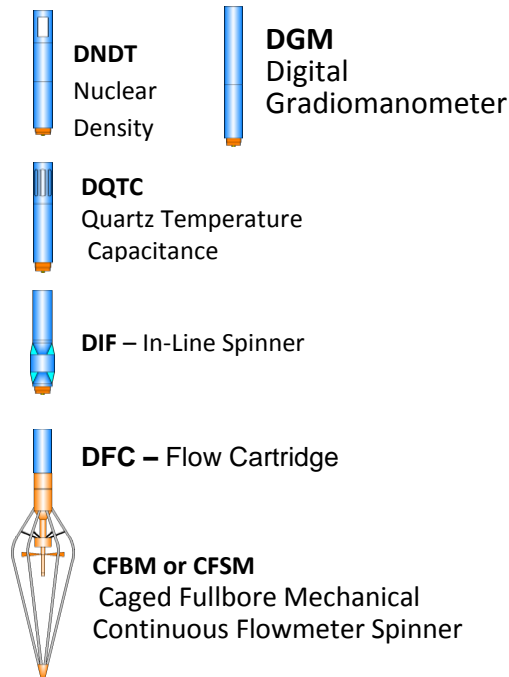 DNDT
Nuclear
Density
DGM
Digital
Gradiomanometer
DQTC
Quartz Temperature
Capacitance
DIF – In-Line Spinner
DFC – Flow Cartridge
CFBM or CFSM
Caged Fullbore Mechanical
Continuous Flowmeter Spinner